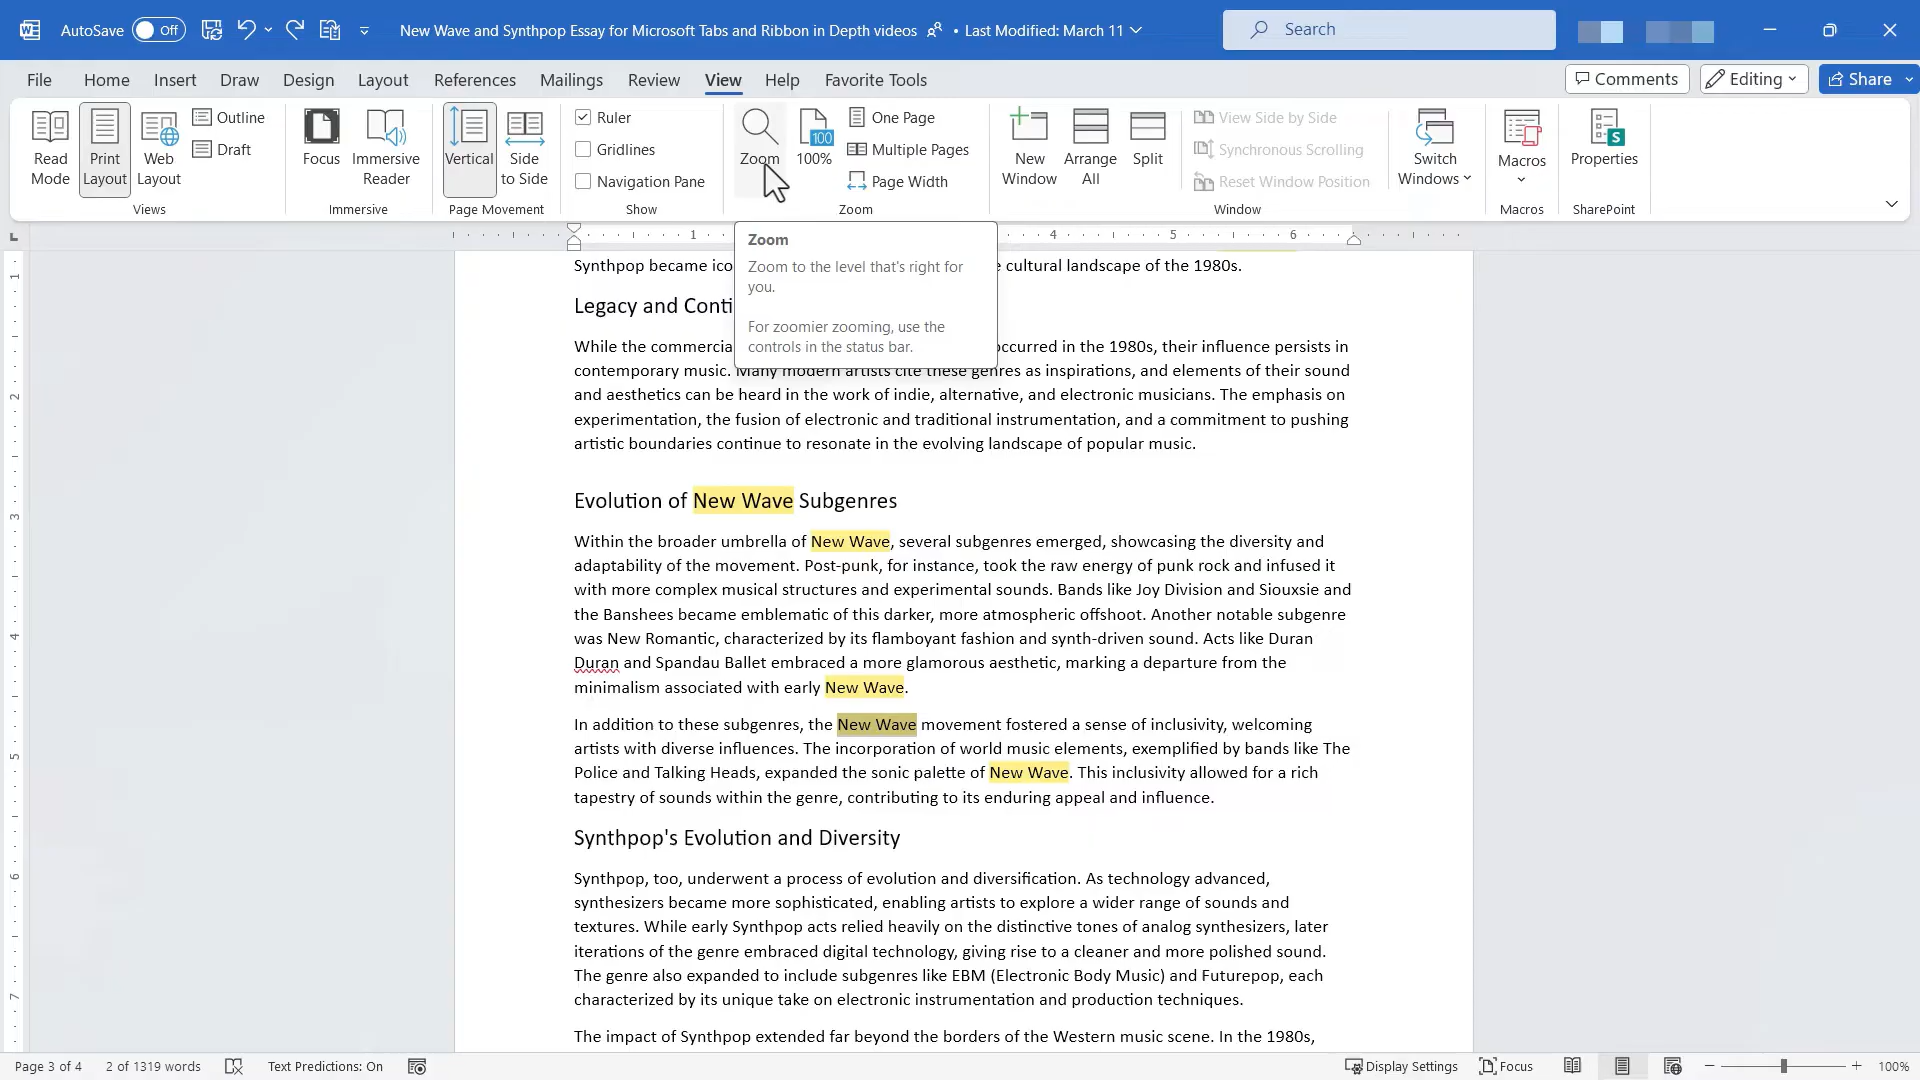 AutoSave Off New Wave and Synthpop Essay for Microsoft Tabs and Ribbon in Depth videos • Last Modified: March 11 Search
File Home Insert Draw Design Layout References Mailings Review View Help Favorite Tools Comments Editing Share
Read Mode
Print Layout
Web Layout
Outline
Draft
Views
Focus
Immersive Reader
Immersive
Vertical
Side to Side
Page Movement
Ruler
Gridlines
Navigation Pane
Show
Zoom
100
100%
One Page
Multiple Pages
Page Width
Zoom
New Window
Arrange All
Split
View Side by Side
Synchronous Scrolling
Reset Window Position
Switch Windows
Window
Macros
Macros
Properties
SharePoint
1 4 5 6
Zoom
Zoom to the level that's right for
you.
For zoomier zooming, use the
controls in the status bar.
1
2
3
4
5
6
7
Synthpop became ico e cultural landscape of the 1980s.
Legacy and Conti
While the commercia occurred in the 1980s, their influence persists in
contemporary music. Many modern artists cite these genres as inspirations, and elements of their sound
and aesthetics can be heard in the work of indie, alternative, and electronic musicians. The emphasis on
experimentation, the fusion of electronic and traditional instrumentation, and a commitment to pushing
artistic boundaries continue to resonate in the evolving landscape of popular music.
Evolution of New Wave Subgenres
Within the broader umbrella of New Wave, several subgenres emerged, showcasing the diversity and
adaptability of the movement. Post-punk, for instance, took the raw energy of punk rock and infused it
with more complex musical structures and experimental sounds. Bands like Joy Division and Siouxsie and
the Banshees became emblematic of this darker, more atmospheric offshoot. Another notable subgenre
was New Romantic, characterized by its flamboyant fashion and synth-driven sound. Acts like Duran
Duran and Spandau Ballet embraced a more glamorous aesthetic, marking a departure from the
minimalism associated with early New Wave.
In addition to these subgenres, the New Wave movement fostered a sense of inclusivity, welcoming
artists with diverse influences. The incorporation of world music elements, exemplified by bands like The
Police and Talking Heads, expanded the sonic palette of New Wave. This inclusivity allowed for a rich
tapestry of sounds within the genre, contributing to its enduring appeal and influence.
Synthpop's Evolution and Diversity
Synthpop, too, underwent a process of evolution and diversification. As technology advanced,
synthesizers became more sophisticated, enabling artists to explore a wider range of sounds and
textures. While early Synthpop acts relied heavily on the distinctive tones of analog synthesizers, later
iterations of the genre embraced digital technology, giving rise to a cleaner and more polished sound.
The genre also expanded to include subgenres like EBM (Electronic Body Music) and Futurepop, each
characterized by its unique take on electronic instrumentation and production techniques.
The impact of Synthpop extended far beyond the borders of the Western music scene. In the 1980s,
Page 3 of 4 2 of 1319 words Text Predictions: On Display Settings Focus 100%